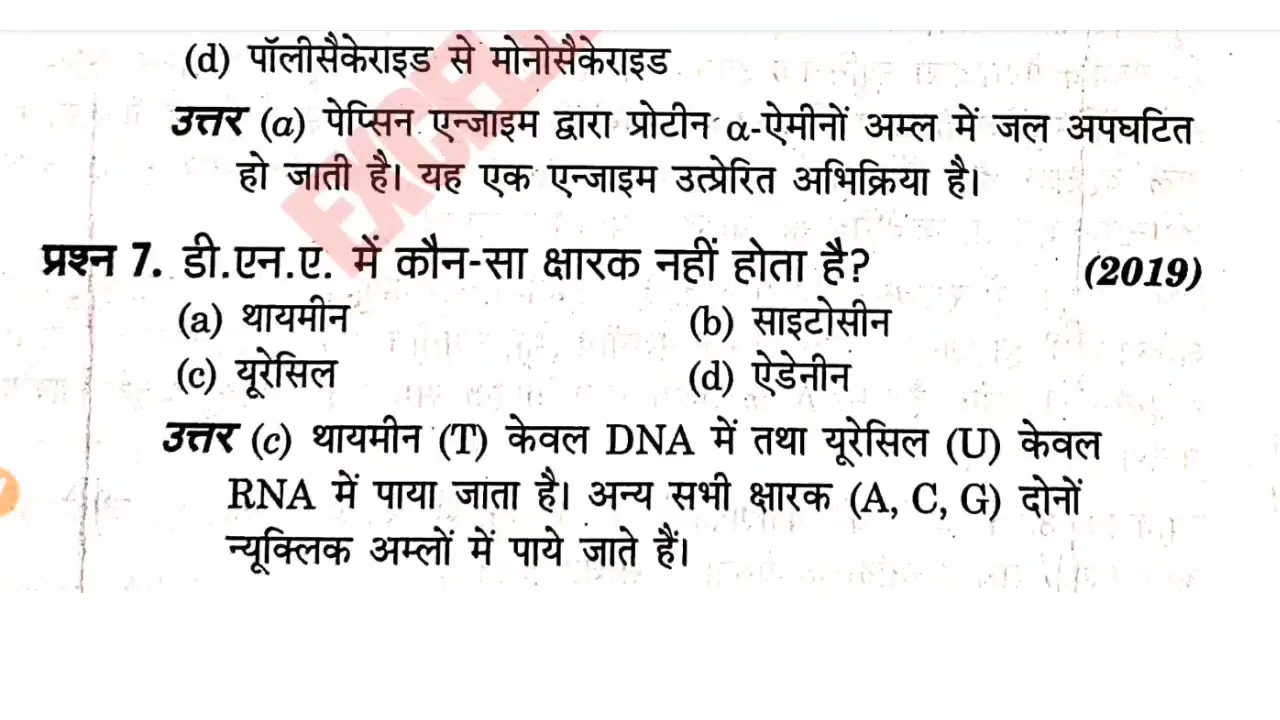 (d) पॉलीसैकेराइड से मोनोसैकेराइड
उत्तर (a) पेप्सिन एन्जाइम द्वारा प्रोटीन α-ऐमीनों अम्ल में जल अपघटित
हो जाती है। यह एक एन्जाइम उत्प्रेरित अभिक्रिया है।
प्रश्न 7. डी.एन.ए. में कौन-सा क्षारक नहीं होता है? (2019)
(a) थायमीन (b) साइटोसीन
(c) यूरेसिल (d) ऐडेनीन
उत्तर (c) थायमीन (T) केवल DNA में तथा यूरेसिल (U) केवल
RNA में पाया जाता है। अन्य सभी क्षारक (A, C, G) दोनों
न्यूक्लिक अम्लों में पाये जाते हैं।